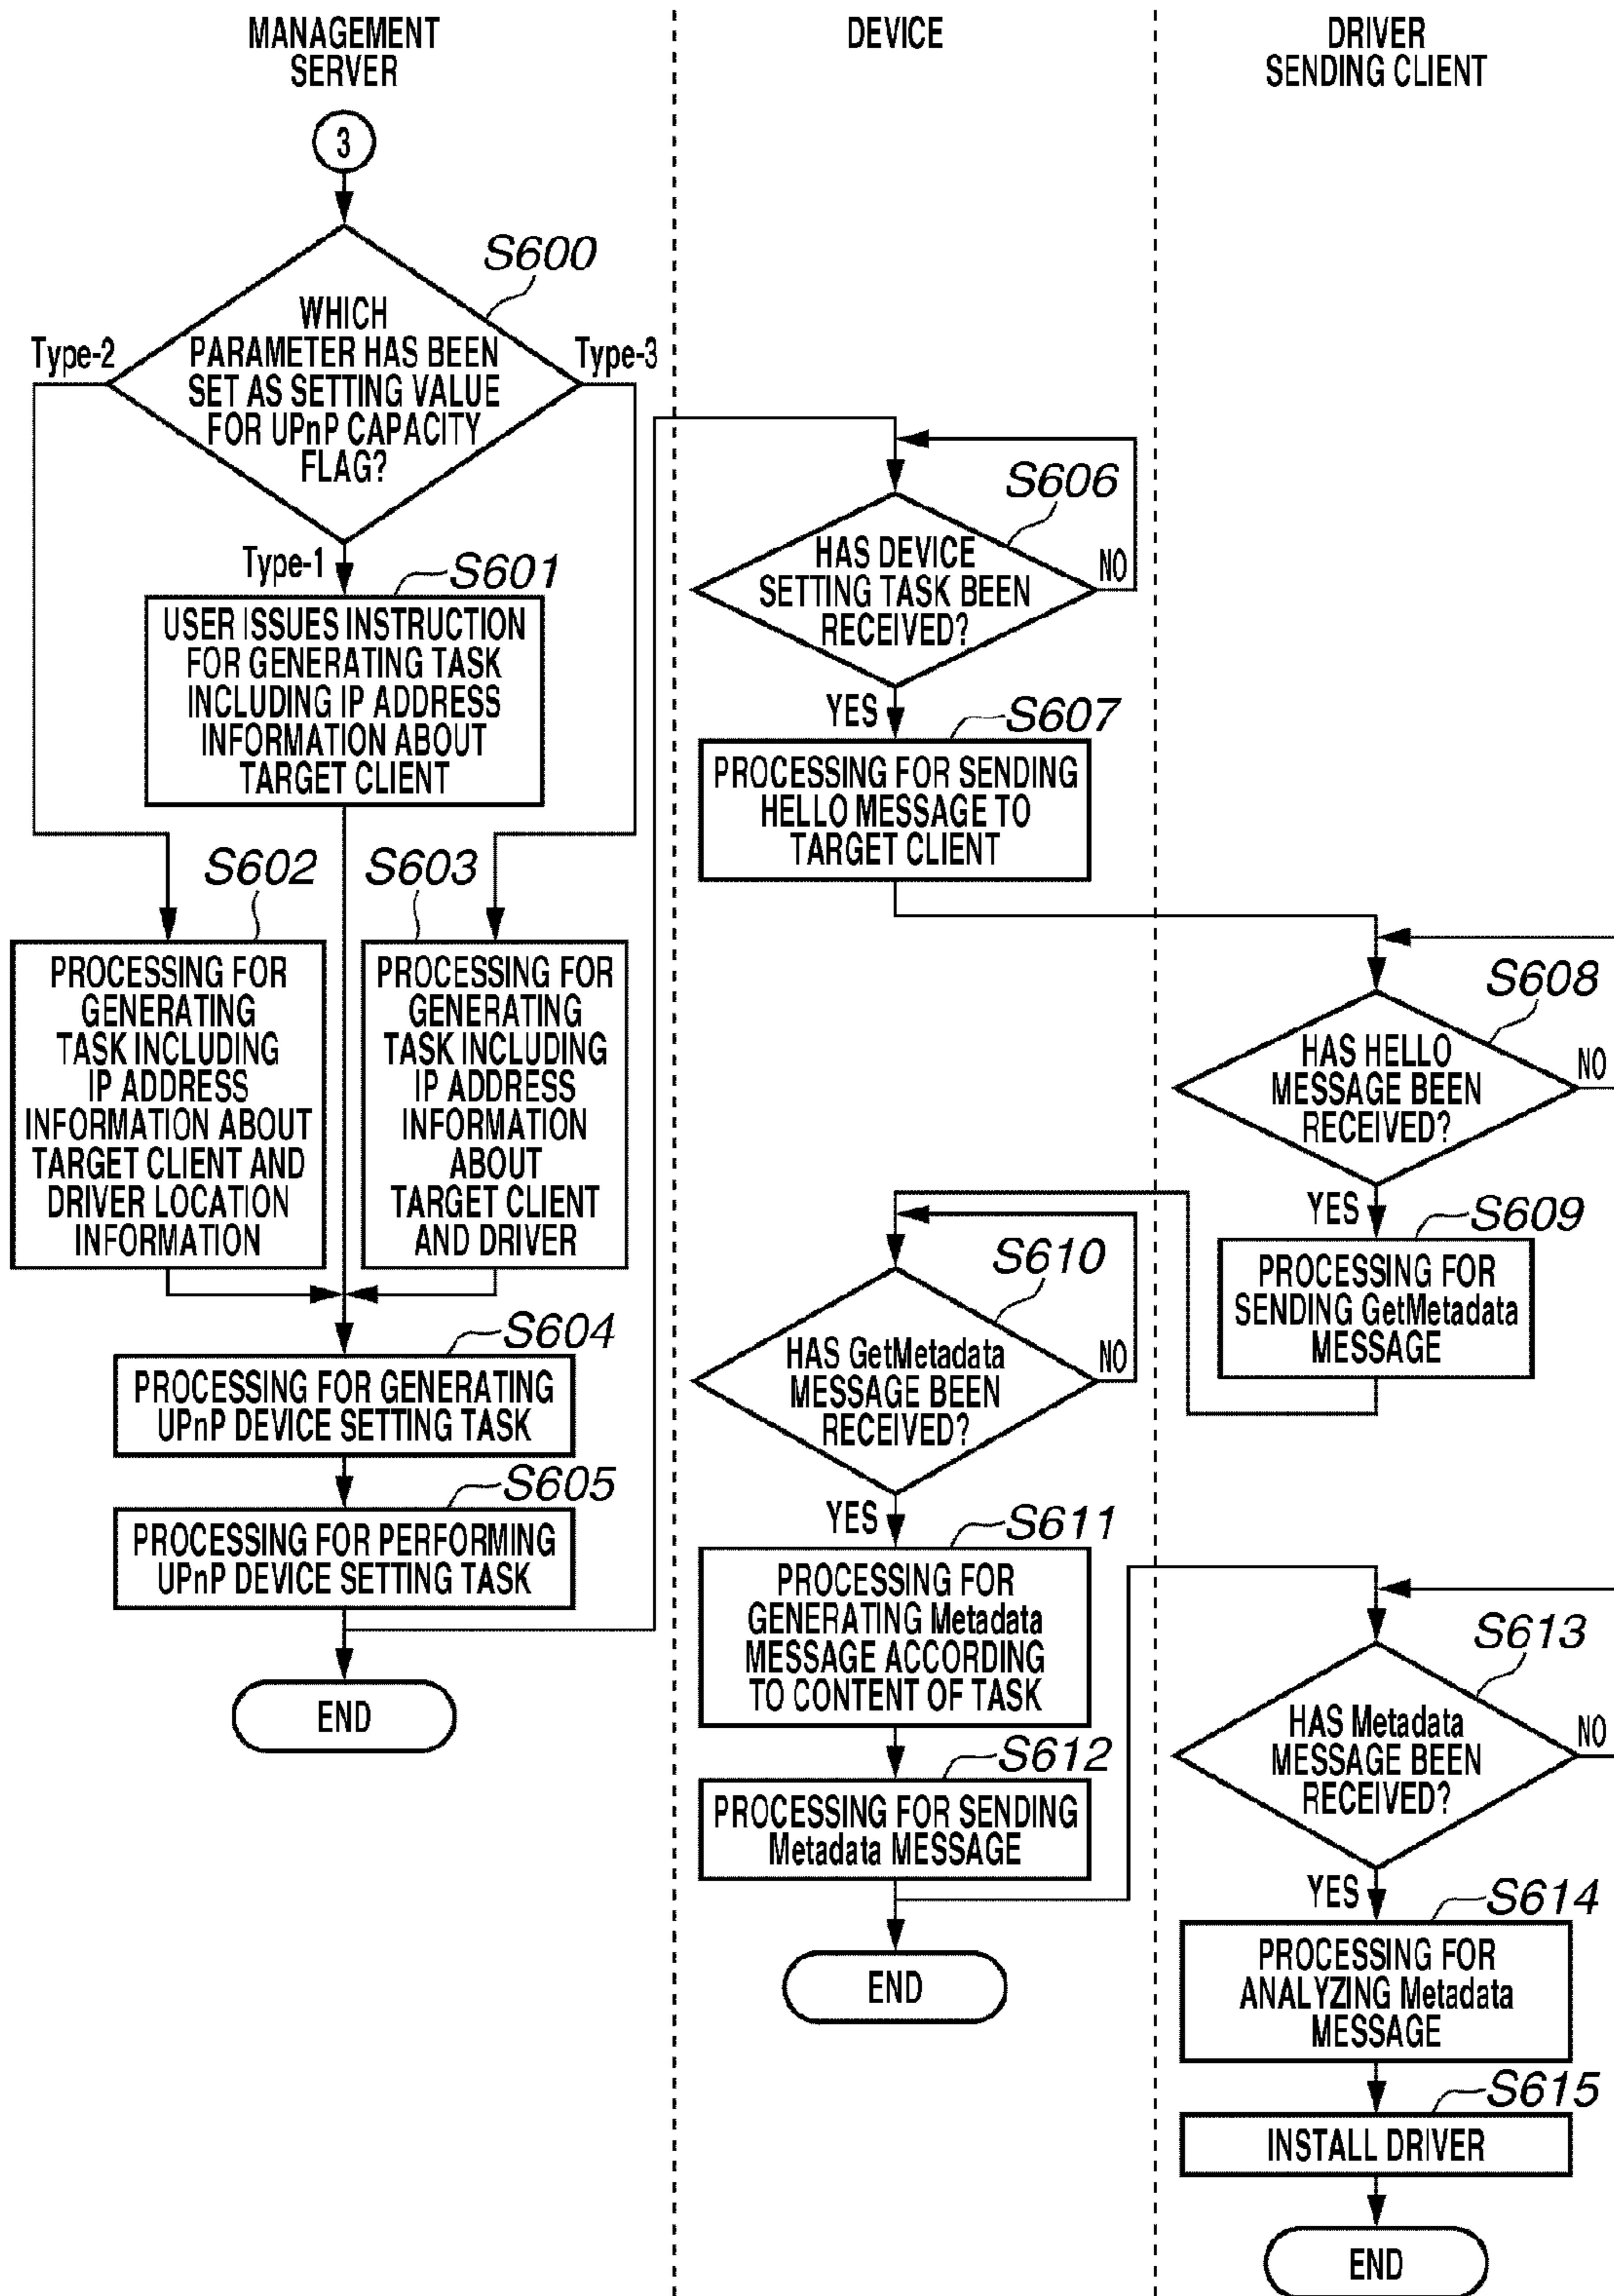 MANAGEMENT
SERVER
3
S600
WHICH
PARAMETER HAS BEEN
SET AS SETTING VALUE
FOR UPnP CAPACITY
FLAG?
Type-2
Type-3
Type-1
S601
USER ISSUES INSTRUCTION
FOR GENERATING TASK
INCLUDING IP ADDRESS
INFORMATION ABOUT
TARGET CLIENT
S602
PROCESSING FOR
GENERATING
TASK INCLUDING
IP ADDRESS
INFORMATION ABOUT
TARGET CLIENT AND
DRIVER LOCATION
INFORMATION
S603
PROCESSING FOR
GENERATING
TASK INCLUDING
IP ADDRESS
INFORMATION
ABOUT
TARGET CLIENT
AND DRIVER
S604
PROCESSING FOR GENERATING
UPnP DEVICE SETTING TASK
S605
PROCESSING FOR PERFORMING
UPnP DEVICE SETTING TASK
END
DEVICE
S606
HAS DEVICE
SETTING TASK BEEN
RECEIVED?
NO
YES
S607
PROCESSING FOR SENDING
HELLO MESSAGE TO
TARGET CLIENT
S610
HAS GetMetadata
MESSAGE BEEN
RECEIVED?
NO
YES
S611
PROCESSING FOR
GENERATING Metadata
MESSAGE ACCORDING
TO CONTENT OF TASK
S612
PROCESSING FOR SENDING
Metadata MESSAGE
END
DRIVER
SENDING CLIENT
S608
HAS HELLO
MESSAGE BEEN
RECEIVED?
NO
YES
S609
PROCESSING FOR
SENDING GetMetadata
MESSAGE
S613
HAS Metadata
MESSAGE BEEN
RECEIVED?
NO
YES
S614
PROCESSING FOR
ANALYZING Metadata
MESSAGE
S615
INSTALL DRIVER
END